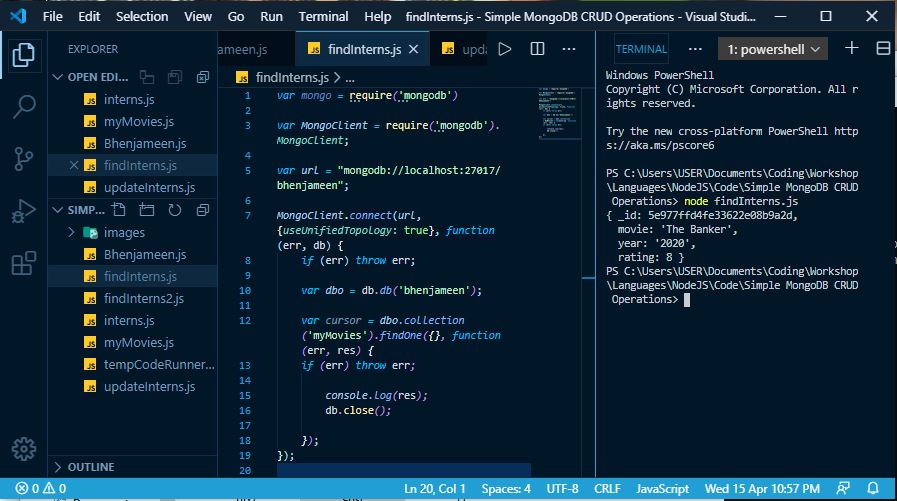 File Edit Selection View Go Run Terminal Help findInterns.js - Simple MongoDB CRUD Operations - Visual Studi...
EXPLORER
OPEN EDI...
interns.js
myMovies.js
Bhenjameen.js
findInterns.js
updateInterns.js
SIMP...
images
Bhenjameen.js
findInterns.js
findInterns2.js
interns.js
myMovies.js
tempCodeRunner...
updateInterns.js
OUTLINE
ameen.js findInterns.js upda
findInterns.js > ...
1 var mongo = require('mongodb')
2
3 var MongoClient = require('mongodb').
MongoClient;
4
5 var url = "mongodb://localhost:27017/
bhenjameen";
6
7 MongoClient.connect(url,
{useUnifiedTopology: true}, function
(err, db) {
8 if (err) throw err;
9
10 var dbo = db.db('bhenjameen');
11
12 var cursor = dbo.collection
('myMovies').findOne({}, function
(err, res) {
13 if (err) throw err;
14
15 console.log(res);
16 db.close();
17
18 });
19 });
20
TERMINAL ... 1: powershell
Windows PowerShell
Copyright (C) Microsoft Corporation. All r
ights reserved.
Try the new cross-platform PowerShell http
s://aka.ms/pscore6
PS C:\Users\USER\Documents\Coding\Workshop
\Languages\NodeJS\Code\Simple MongoDB CRUD
Operations> node findInterns.js
{ _id: 5e977ffd4fe33622e08b9a2d,
movie: 'The Banker',
year: '2020',
rating: 8 }
PS C:\Users\USER\Documents\Coding\Workshop
\Languages\NodeJS\Code\Simple MongoDB CRUD
Operations>
0 0 Ln 20, Col 1 Spaces: 4 UTF-8 CRLF JavaScript Wed 15 Apr 10:57 PM